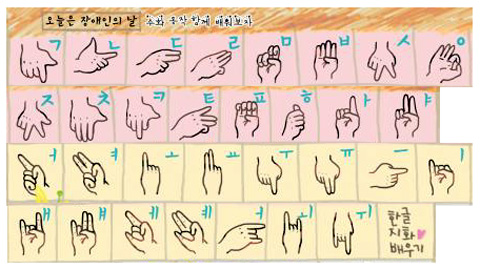 오늘은 장애인의 날 수화 동작 함께 배워보자
ㄱ ㄴ ㄷ ㄹ ㅁ ㅂ ㅅ ㅇ
ㅈ ㅊ ㅋ ㅌ ㅍ ㅎ ㅏ ㅑ
ㅓ ㅕ ㅗ ㅛ ㅜ ㅠ ㅡ ㅣ
ㅐ ㅒ ㅔ ㅖ ㅢ ㅟ
한글
지화
배우기